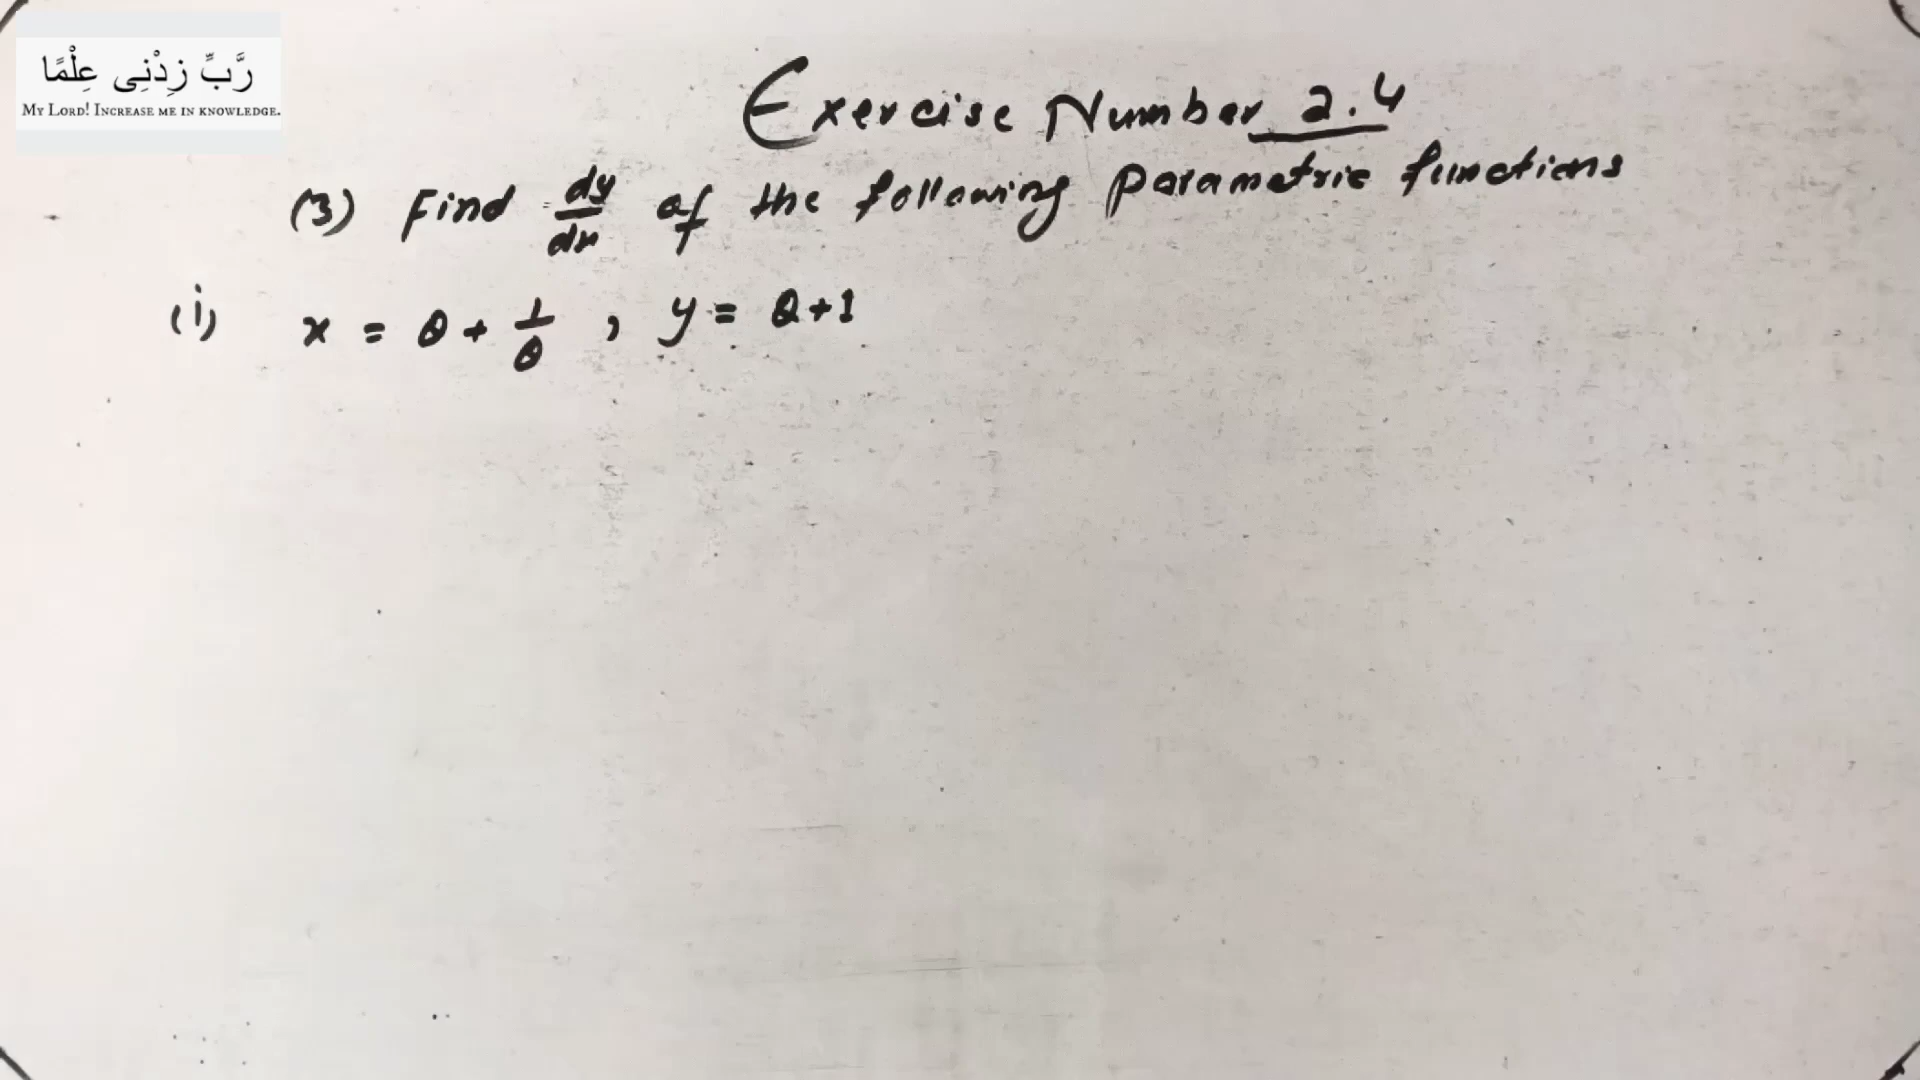 رَّبِّ زِدْنِی عِلْمًا
My Lord! Increase me in knowledge.
Exercise Number 2.4
(3) Find dy/dx of the following parametric functions
(i) x = θ + 1/θ , y = θ+1